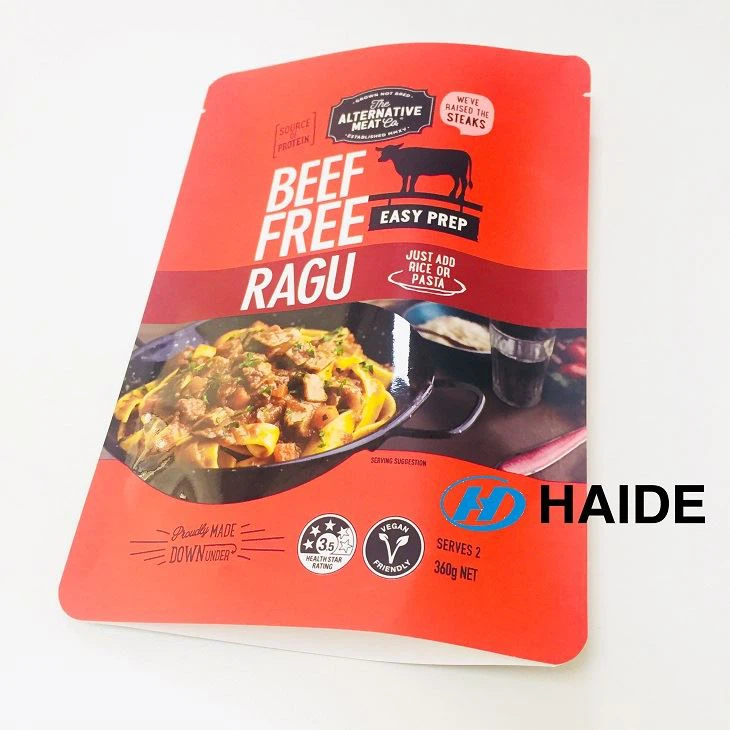 GROWN NOT BRED
The
ALTERNATIVE
MEAT Co.
ESTABLISHED MMXV
WE'VE
RAISED THE
STEAKS
SOURCE
OF
PROTEIN
BEEF
FREE
RAGU
EASY PREP
JUST ADD
RICE OR
PASTA
SERVING SUGGESTION
HD HAIDE
Proudly MADE
DOWN UNDER
3.5
HEALTH STAR
RATING
VEGAN
FRIENDLY
SERVES 2
360g NET